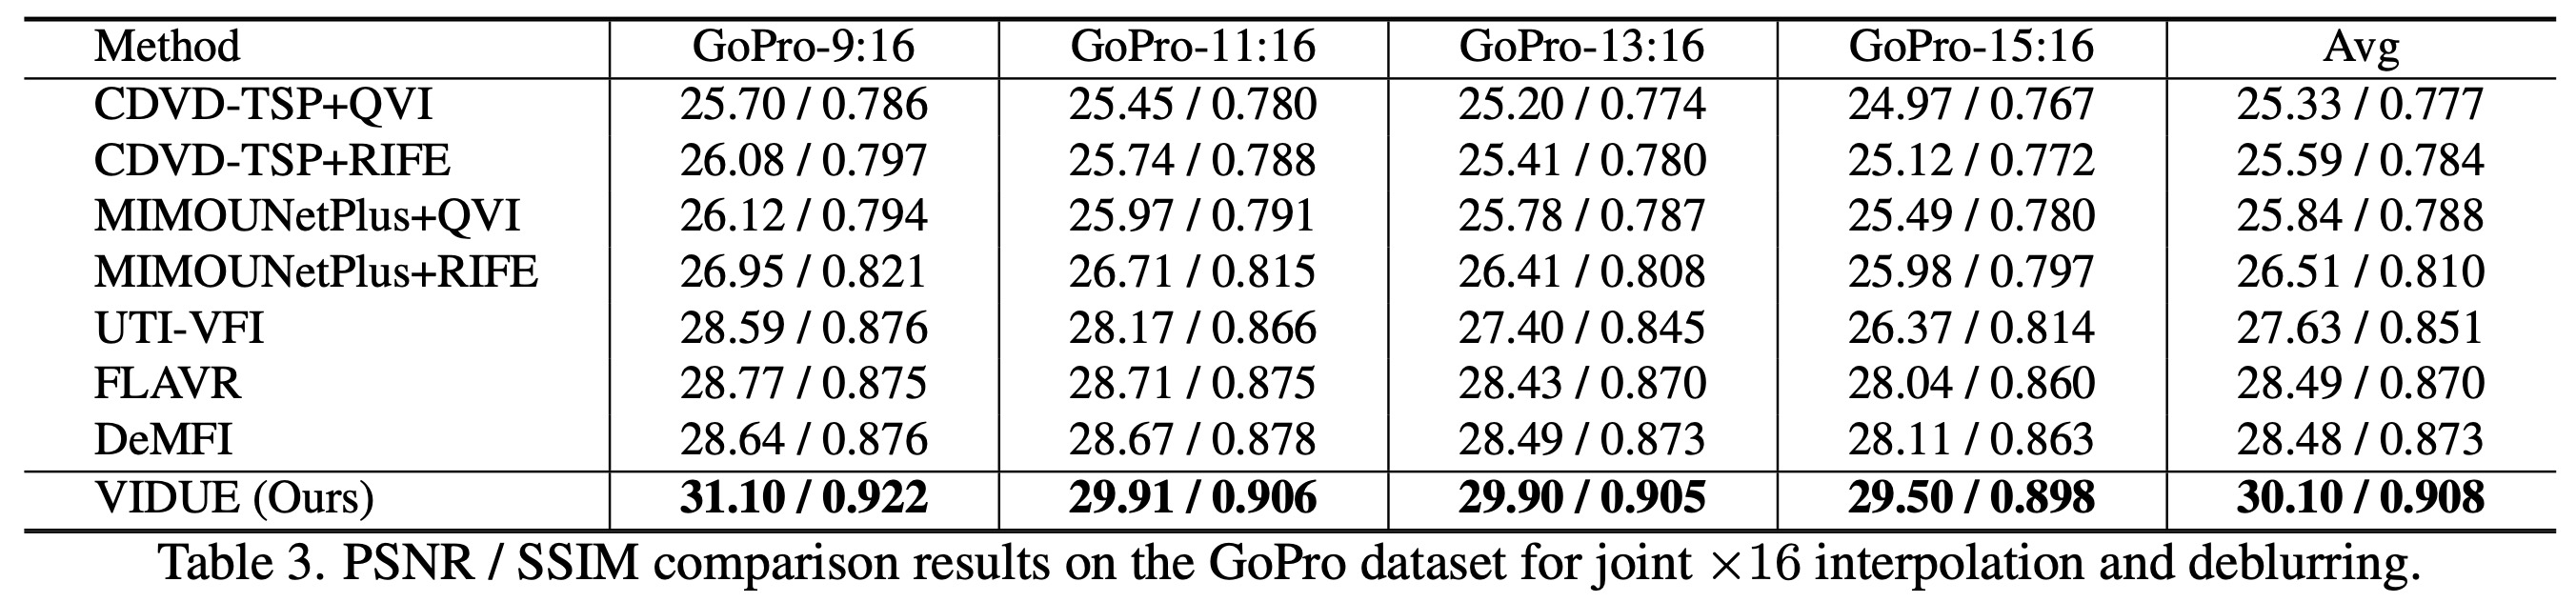 Method GoPro-9:16 GoPro-11:16 GoPro-13:16 GoPro-15:16 Avg
CDVD-TSP+QVI 25.70 / 0.786 25.45 / 0.780 25.20 / 0.774 24.97 / 0.767 25.33 / 0.777
CDVD-TSP+RIFE 26.08 / 0.797 25.74 / 0.788 25.41 / 0.780 25.12 / 0.772 25.59 / 0.784
MIMOUNetPlus+QVI 26.12 / 0.794 25.97 / 0.791 25.78 / 0.787 25.49 / 0.780 25.84 / 0.788
MIMOUNetPlus+RIFE 26.95 / 0.821 26.71 / 0.815 26.41 / 0.808 25.98 / 0.797 26.51 / 0.810
UTI-VFI 28.59 / 0.876 28.17 / 0.866 27.40 / 0.845 26.37 / 0.814 27.63 / 0.851
FLAVR 28.77 / 0.875 28.71 / 0.875 28.43 / 0.870 28.04 / 0.860 28.49 / 0.870
DeMFI 28.64 / 0.876 28.67 / 0.878 28.49 / 0.873 28.11 / 0.863 28.48 / 0.873
VIDUE (Ours) 31.10 / 0.922 29.91 / 0.906 29.90 / 0.905 29.50 / 0.898 30.10 / 0.908
Table 3. PSNR / SSIM comparison results on the GoPro dataset for joint ×16 interpolation and deblurring.